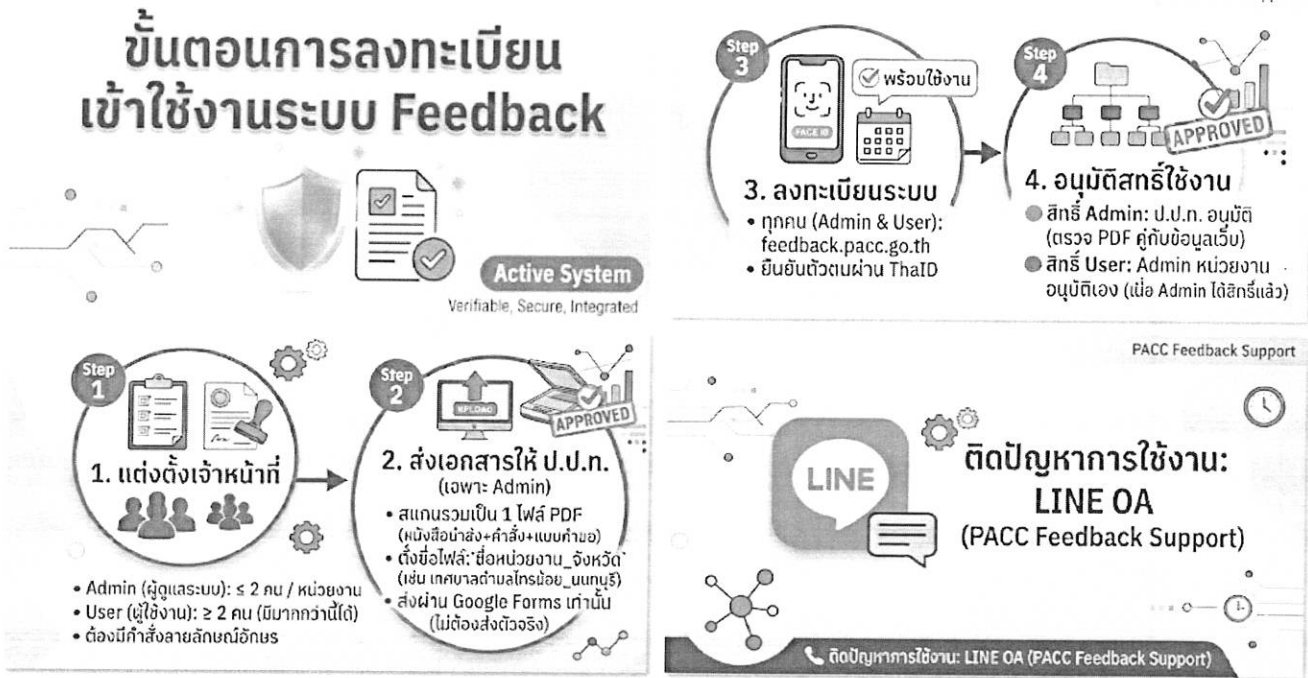 ขั้นตอนการลงทะเบียน
เข้าใช้งานระบบ Feedback
Active System
Verifiable, Secure, Integrated
Step
1
1. แต่งตั้งเจ้าหน้าที่
• Admin (ผู้ดูแลระบบ): ≤ 2 คน / หน่วยงาน
• User (ผู้ใช้งาน): ≥ 2 คน (มีมากกว่านี้ได้)
• ต้องมีคำสั่งลายลักษณ์อักษร
Step
2
UPLOAD
APPROVED
2. ส่งเอกสารให้ ป.ป.ท.
(เฉพาะ Admin)
• สแกนรวมเป็น 1 ไฟล์ PDF
(หนังสือนำส่ง+คำสั่ง+แบบคำขอ)
• ตั้งชื่อไฟล์:'ชื่อหน่วยงาน_จังหวัด'
(เช่น เทศบาลตำบลไทรน้อย_นนทบุรี)
• ส่งผ่าน Google Forms เท่านั้น
(ไม่ต้องส่งตัวจริง)
Step
3
FACE ID
พร้อมใช้งาน
3. ลงทะเบียนระบบ
• ทุกคน (Admin & User):
feedback.pacc.go.th
• ยืนยันตัวตนผ่าน ThaID
Step
4
APPROVED
4. อนุมัติสิทธิ์ใช้งาน
สิทธิ์ Admin: ป.ป.ท. อนุมัติ
(ตรวจ PDF คู่กับข้อมูลเว็บ)
สิทธิ์ User: Admin หน่วยงาน
อนุมัติเอง (เมื่อ Admin ได้สิทธิ์แล้ว)
PACC Feedback Support
LINE
ติดปัญหาการใช้งาน:
LINE OA
(PACC Feedback Support)
ติดปัญหาการใช้งาน: LINE OA (PACC Feedback Support)